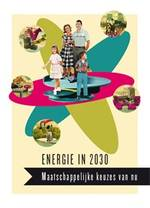 ENERGIE IN 2030
Maatschappelijke keuzes van nu